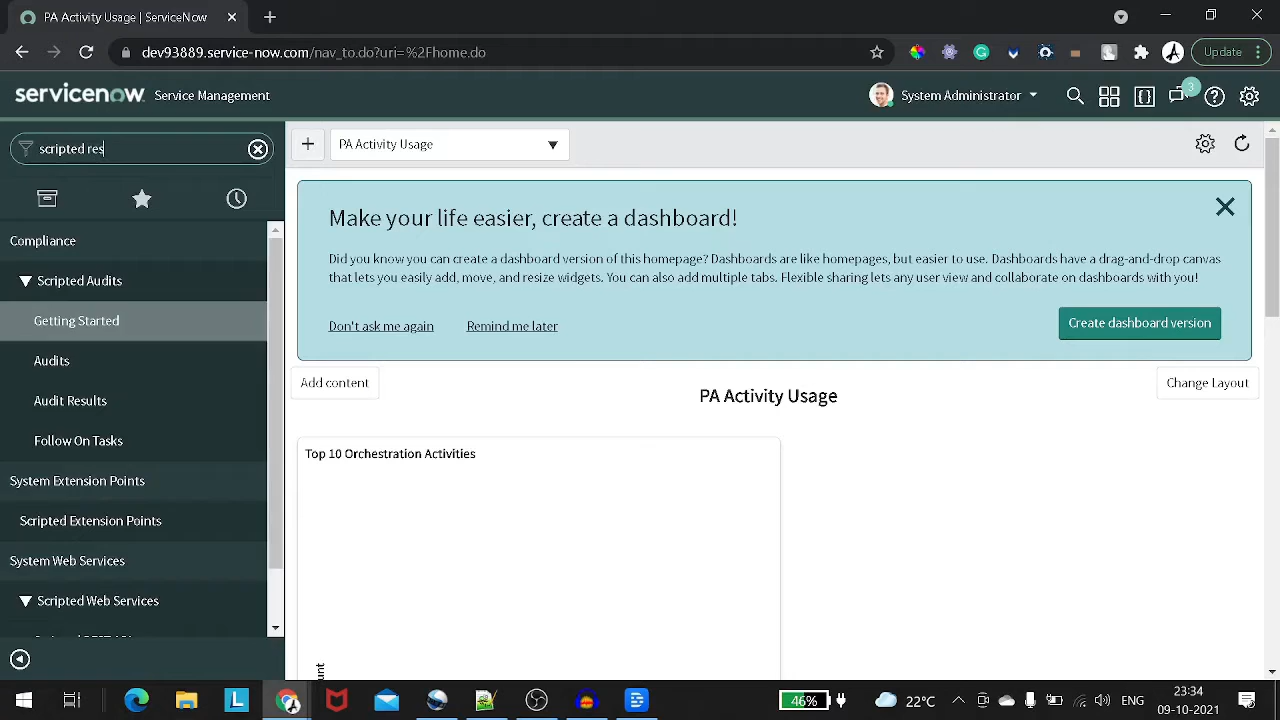 PA Activity Usage | ServiceNow
dev93889.service-now.com/nav_to.do?uri=%2Fhome.do
Update
servicenow. Service Management
System Administrator
3
scripted res
PA Activity Usage
Make your life easier, create a dashboard!
Did you know you can create a dashboard version of this homepage? Dashboards are like homepages, but easier to use. Dashboards have a drag-and-drop canvas
that lets you easily add, move, and resize widgets. You can also add multiple tabs. Flexible sharing lets any user view and collaborate on dashboards with you!
Don't ask me again
Remind me later
Create dashboard version
Compliance
Scripted Audits
Getting Started
Audits
Audit Results
Follow On Tasks
System Extension Points
Scripted Extension Points
System Web Services
Scripted Web Services
Add content
PA Activity Usage
Change Layout
Top 10 Orchestration Activities
46%
22°C
ENG
23:34
09-10-2021